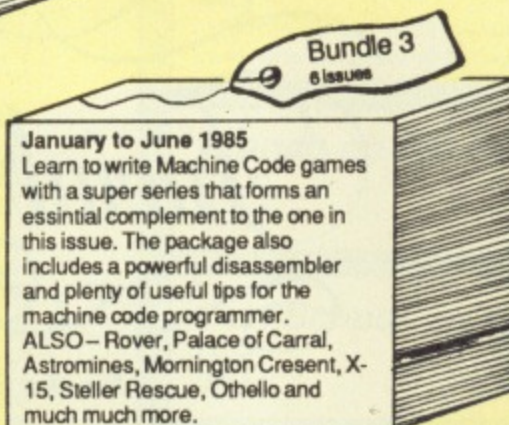 Bundle 3
6 issues
January to June 1985
Learn to write Machine Code games
with a super series that forms an
essintial complement to the one in
this issue. The package also
includes a powerful disassembler
and plenty of useful tips for the
machine code programmer.
ALSO – Rover, Palace of Carral,
Astromines, Mornington Cresent, X-
15, Steller Rescue, Othello and
much much more.